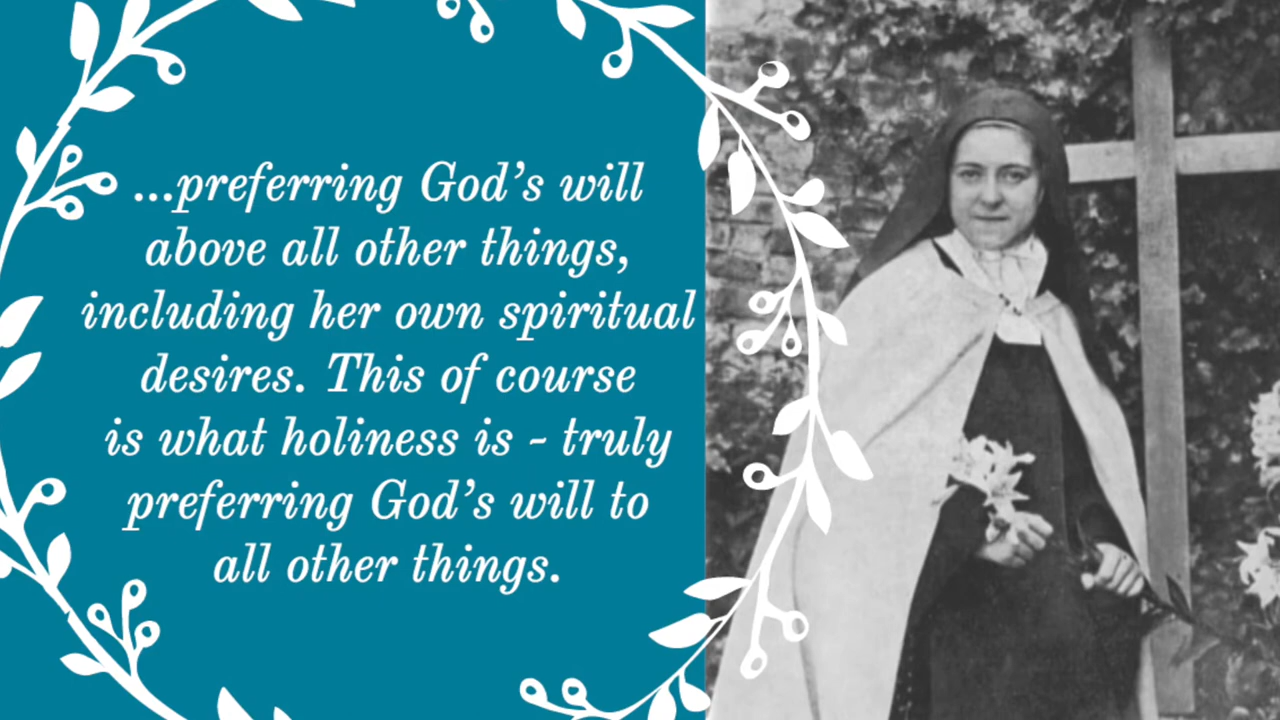 ...preferring God's will
above all other things,
including her own spiritual
desires. This of course
is what holiness is - truly
preferring God's will to
all other things.